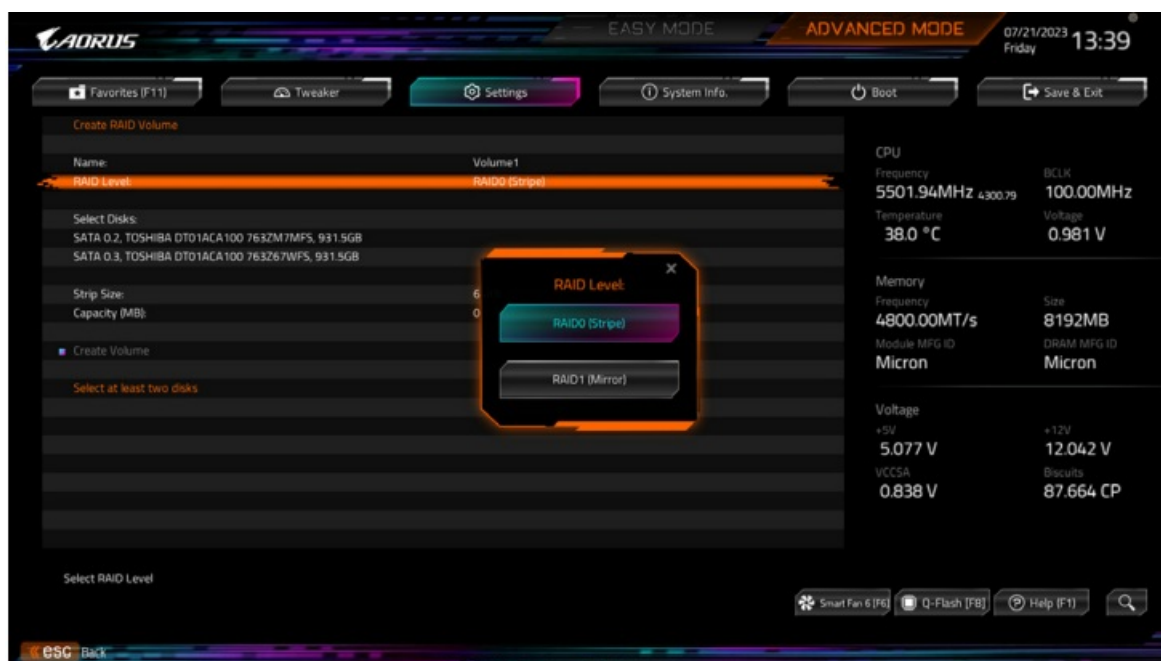 AORUS
EASY MODE
ADVANCED MODE
07/21/2023
Friday
13:39
Favorites (F11)
Tweaker
Settings
System Info.
Boot
Save & Exit
Create RAID Volume
Name: Volume1
RAID Level: RAID0 (Stripe)
Select Disks:
SATA 0.2, TOSHIBA DT01ACA100 763ZM7MFS, 931.5GB
SATA 0.3, TOSHIBA DT01ACA100 763Z67WFS, 931.5GB
Strip Size: 6
Capacity (MB): 0
Create Volume
Select at least two disks
RAID Level:
RAID0 (Stripe)
RAID1 (Mirror)
CPU
Frequency BCLK
5501.94MHz 4300.79 100.00MHz
Temperature Voltage
38.0 °C 0.981 V
Memory
Frequency Size
4800.00MT/s 8192MB
Module MFG ID DRAM MFG ID
Micron Micron
Voltage
+5V +12V
5.077 V 12.042 V
VCCSA Biscuits
0.838 V 87.664 CP
Select RAID Level
Smart Fan 6 [F6]
Q-Flash [F8]
Help (F1)
esc Back